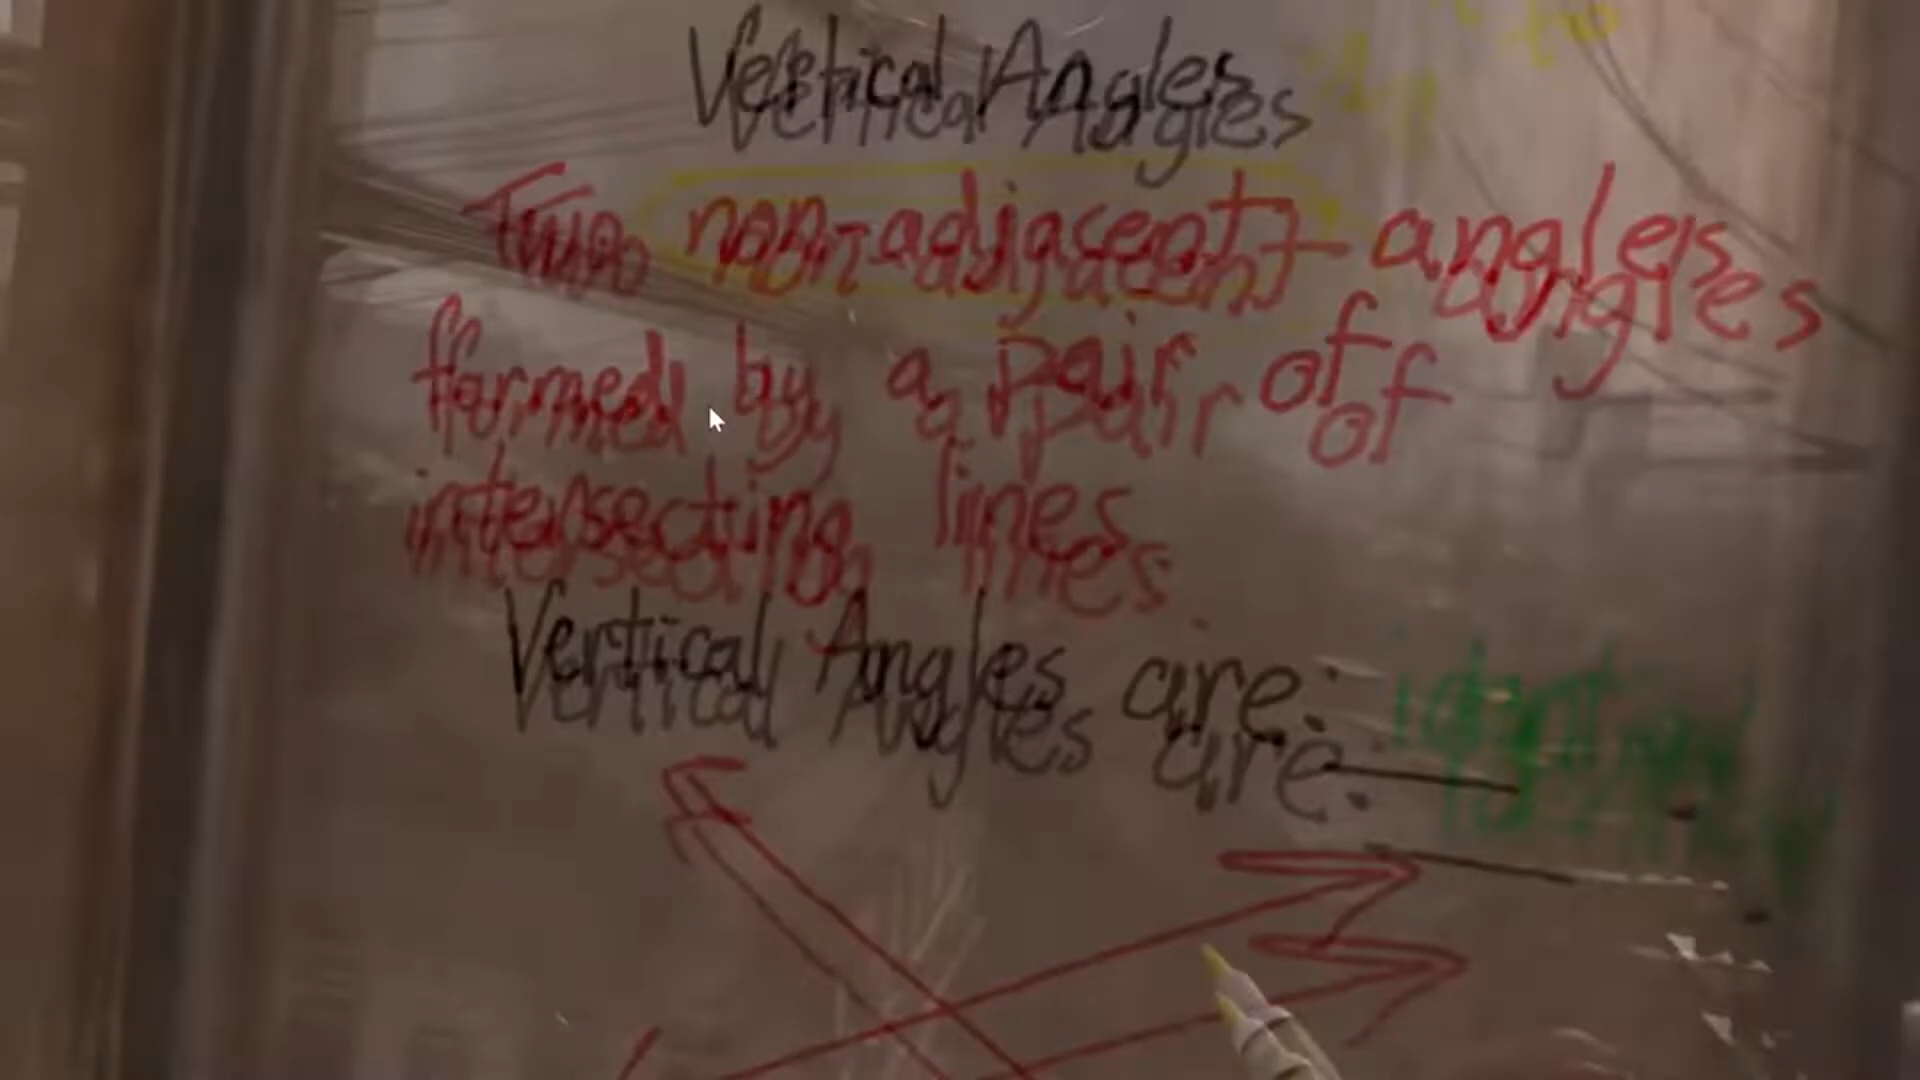 Vertical Angles
Two non-adjacent angles
formed by a pair of
intersecting lines
Vertical Angles are: